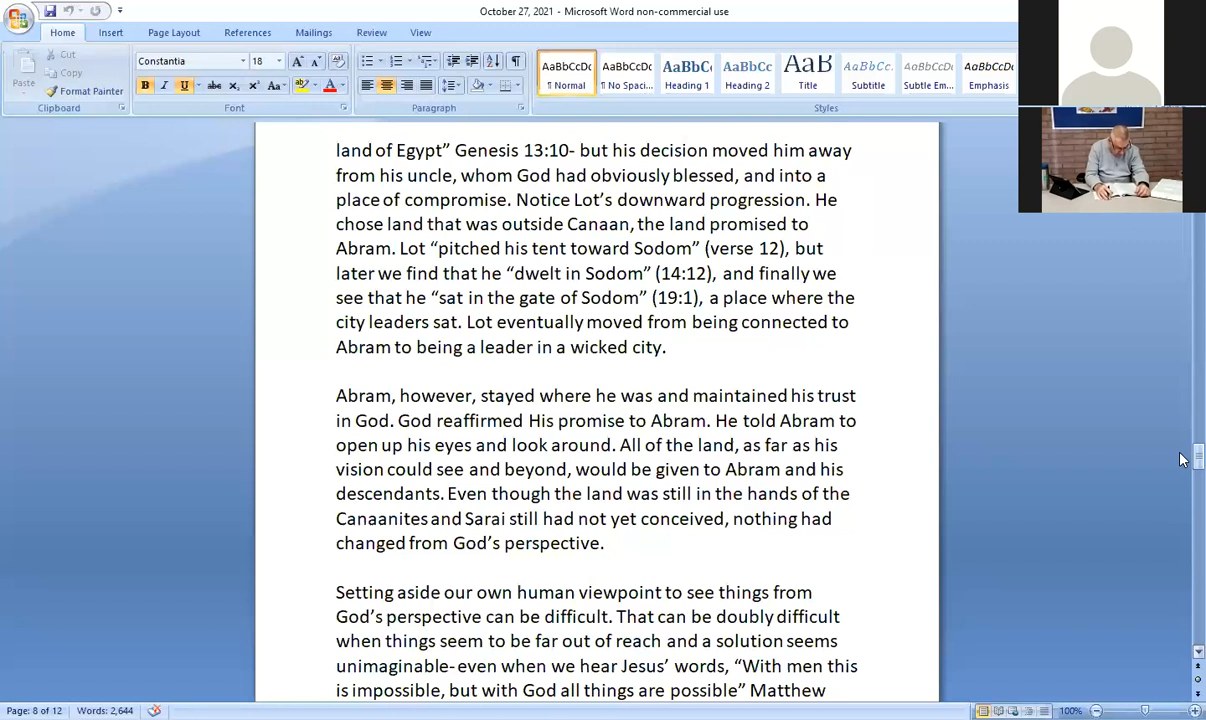 October 27, 2021 - Microsoft Word non-commercial use
Home Insert Page Layout References Mailings Review View
Paste
Cut
Copy
Format Painter
Clipboard
Constantia 18
B I U abc X₂ X² Aa
Font
Paragraph
AaBbCcDc AaBbCcDc AaBbC AaBbCc AaB AaBbCc. AaBbCcDc AaBbCcDc
¶ Normal ¶ No Spaci... Heading 1 Heading 2 Title Subtitle Subtle Em... Emphasis
Styles
land of Egypt” Genesis 13:10- but his decision moved him away
from his uncle, whom God had obviously blessed, and into a
place of compromise. Notice Lot’s downward progression. He
chose land that was outside Canaan, the land promised to
Abram. Lot “pitched his tent toward Sodom” (verse 12), but
later we find that he “dwelt in Sodom” (14:12), and finally we
see that he “sat in the gate of Sodom” (19:1), a place where the
city leaders sat. Lot eventually moved from being connected to
Abram to being a leader in a wicked city.
Abram, however, stayed where he was and maintained his trust
in God. God reaffirmed His promise to Abram. He told Abram to
open up his eyes and look around. All of the land, as far as his
vision could see and beyond, would be given to Abram and his
descendants. Even though the land was still in the hands of the
Canaanites and Sarai still had not yet conceived, nothing had
changed from God’s perspective.
Setting aside our own human viewpoint to see things from
God’s perspective can be difficult. That can be doubly difficult
when things seem to be far out of reach and a solution seems
unimaginable- even when we hear Jesus’ words, “With men this
is impossible, but with God all things are possible” Matthew
Page: 8 of 12 Words: 2,644 100%